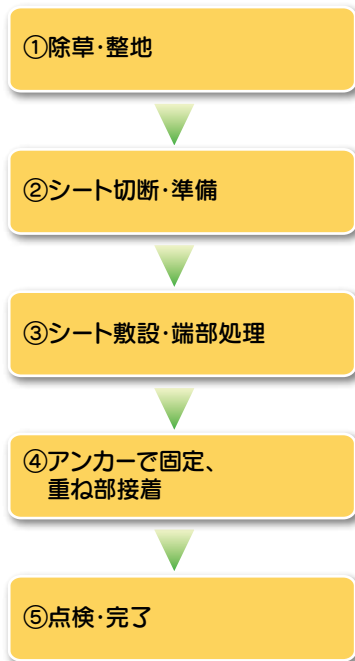 ①除草・整地
②シート切断・準備
③シート敷設・端部処理
④アンカーで固定、
重ね部接着
⑤点検・完了